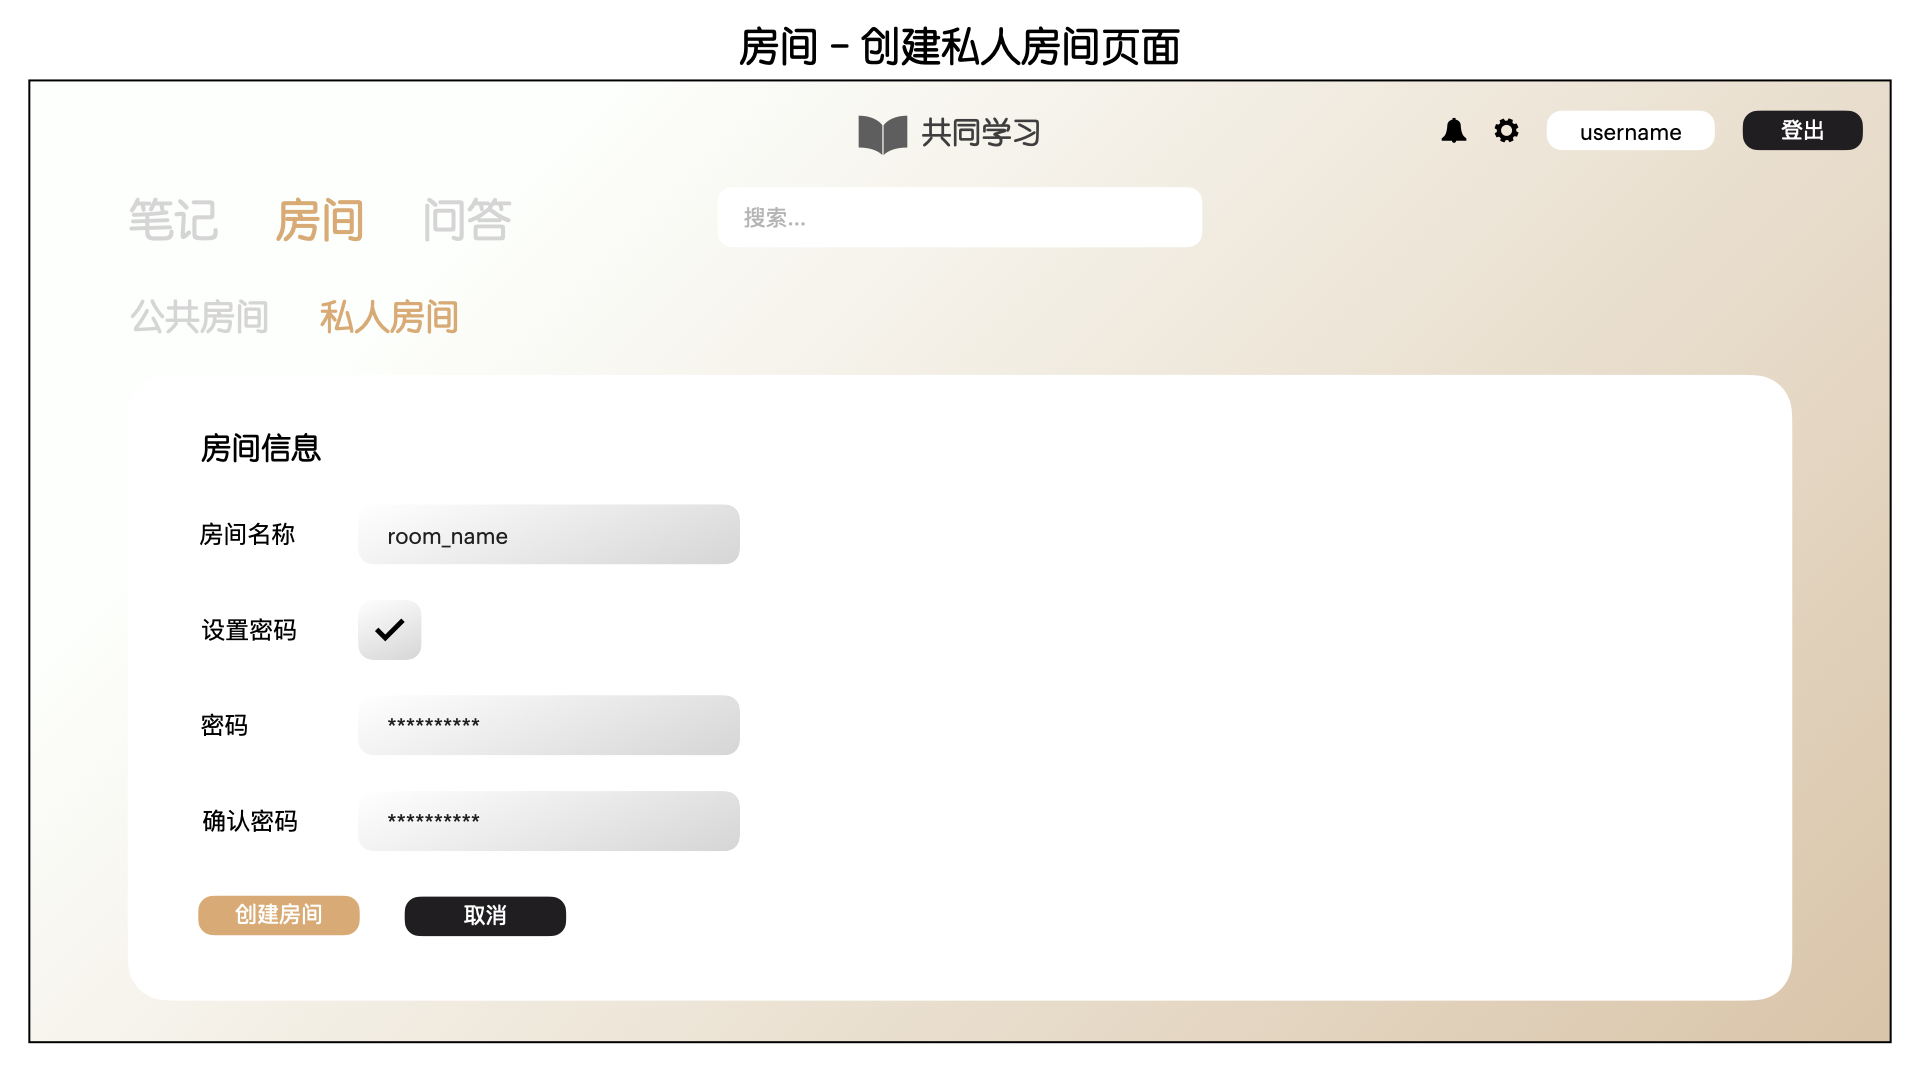 房间 - 创建私人房间页面
共同学习
username
登出
笔记 房间 问答
搜索...
公共房间 私人房间
房间信息
房间名称 room_name
设置密码
密码 **********
确认密码 **********
创建房间 取消